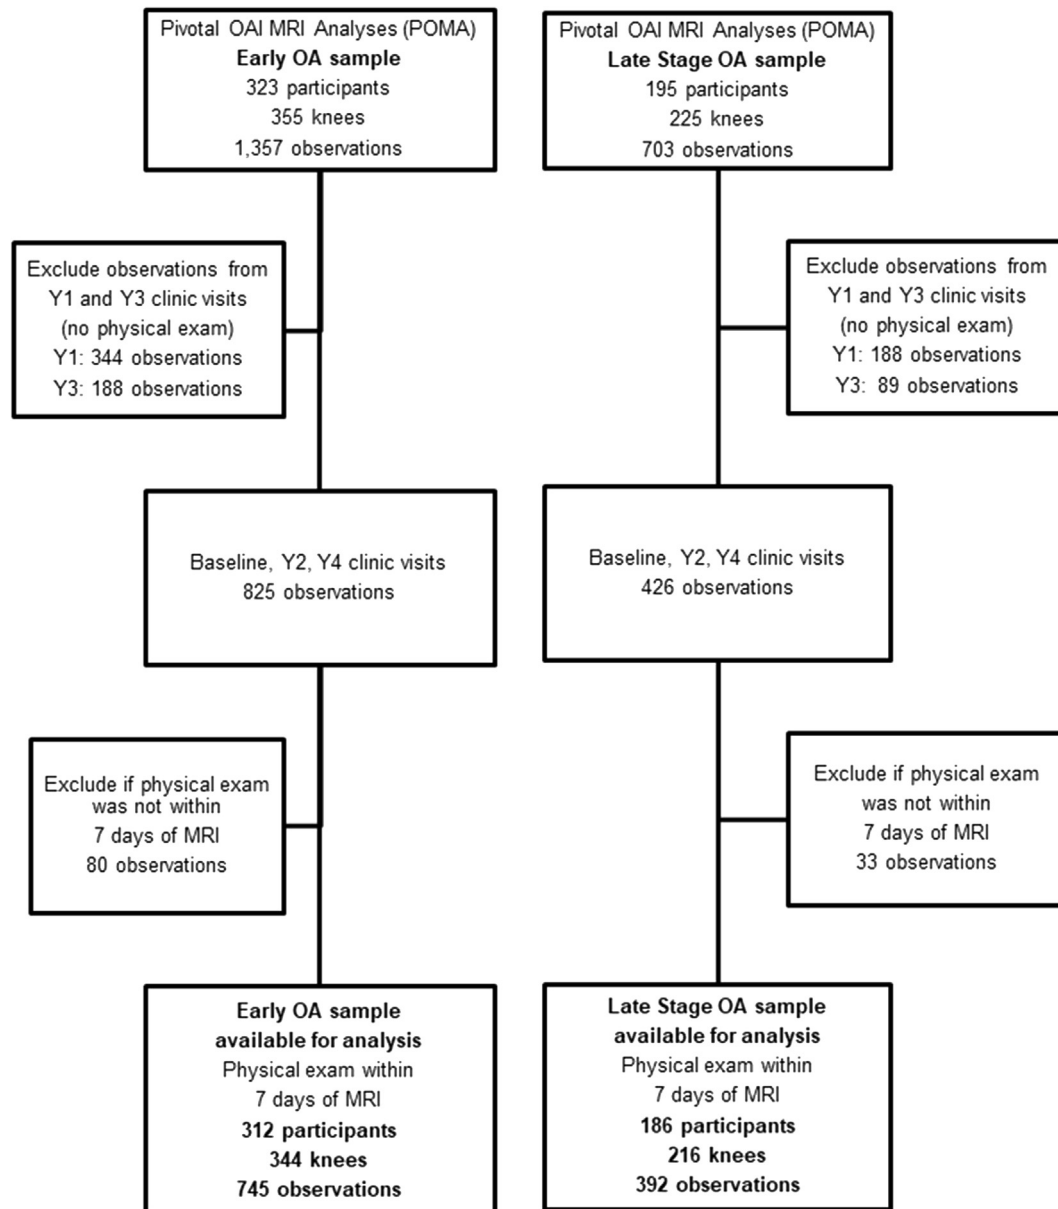 Pivotal OAI MRI Analyses (POMA)
Early OA sample
323 participants
355 knees
1,357 observations
Pivotal OAI MRI Analyses (POMA)
Late Stage OA sample
195 participants
225 knees
703 observations
Exclude observations from
Y1 and Y3 clinic visits
(no physical exam)
Y1: 344 observations
Y3: 188 observations
Exclude observations from
Y1 and Y3 clinic visits
(no physical exam)
Y1: 188 observations
Y3: 89 observations
Baseline, Y2, Y4 clinic visits
825 observations
Baseline, Y2, Y4 clinic visits
426 observations
Exclude if physical exam
was not within
7 days of MRI
80 observations
Exclude if physical exam
was not within
7 days of MRI
33 observations
Early OA sample
available for analysis
Physical exam within
7 days of MRI
312 participants
344 knees
745 observations
Late Stage OA sample
available for analysis
Physical exam within
7 days of MRI
186 participants
216 knees
392 observations